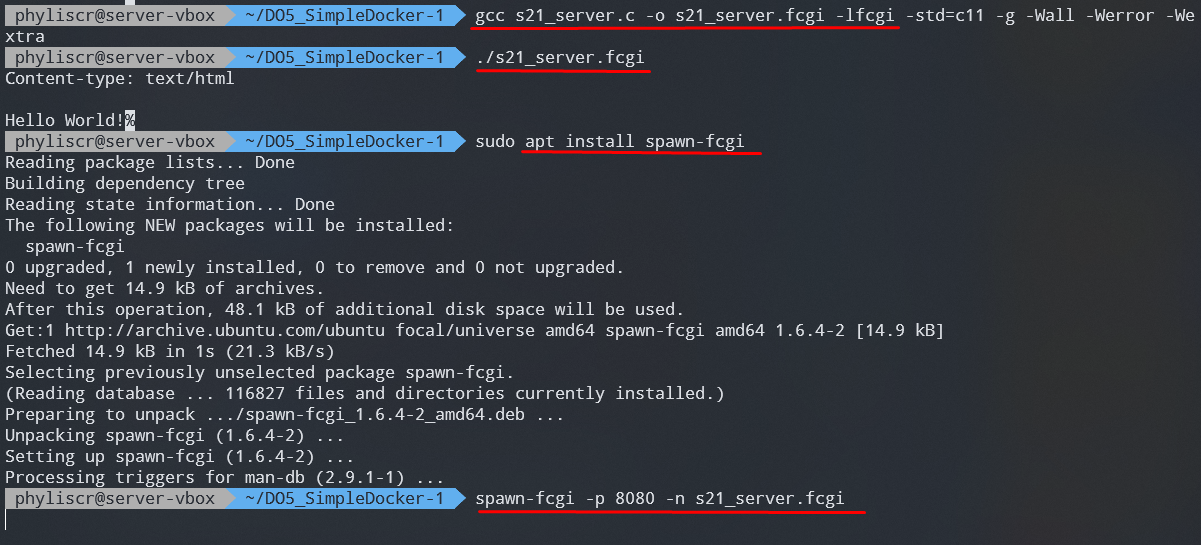 phyliscr@server-vbox ~/DO5_SimpleDocker-1 gcc s21_server.c -o s21_server.fcgi -lfcgi -std=c11 -g -Wall -Werror -We
xtra
phyliscr@server-vbox ~/DO5_SimpleDocker-1 ./s21_server.fcgi
Content-type: text/html
Hello World!%
phyliscr@server-vbox ~/DO5_SimpleDocker-1 sudo apt install spawn-fcgi
Reading package lists... Done
Building dependency tree
Reading state information... Done
The following NEW packages will be installed:
spawn-fcgi
0 upgraded, 1 newly installed, 0 to remove and 0 not upgraded.
Need to get 14.9 kB of archives.
After this operation, 48.1 kB of additional disk space will be used.
Get:1 http://archive.ubuntu.com/ubuntu focal/universe amd64 spawn-fcgi amd64 1.6.4-2 [14.9 kB]
Fetched 14.9 kB in 1s (21.3 kB/s)
Selecting previously unselected package spawn-fcgi.
(Reading database ... 116827 files and directories currently installed.)
Preparing to unpack .../spawn-fcgi_1.6.4-2_amd64.deb ...
Unpacking spawn-fcgi (1.6.4-2) ...
Setting up spawn-fcgi (1.6.4-2) ...
Processing triggers for man-db (2.9.1-1) ...
phyliscr@server-vbox ~/DO5_SimpleDocker-1 spawn-fcgi -p 8080 -n s21_server.fcgi